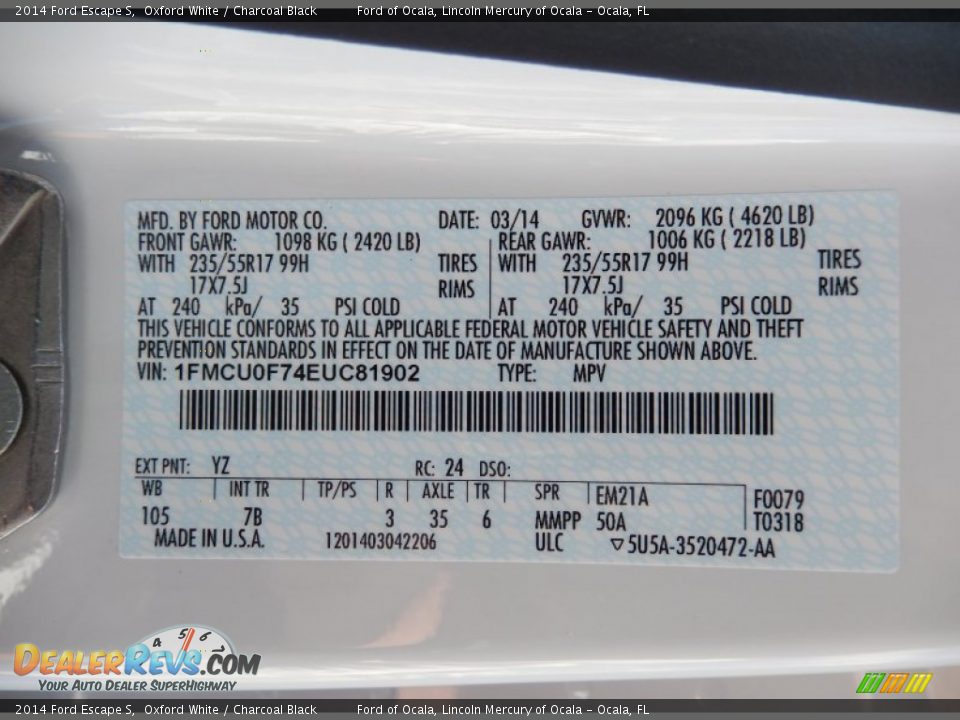 2014 Ford Escape S, Oxford White / Charcoal Black Ford of Ocala, Lincoln Mercury of Ocala - Ocala, FL
MFD. BY FORD MOTOR CO. DATE: 03/14 GVWR: 2096 KG ( 4620 LB)
FRONT GAWR: 1098 KG ( 2420 LB) REAR GAWR: 1006 KG ( 2218 LB)
WITH 235/55R17 99H TIRES WITH 235/55R17 99H TIRES
17X7.5J RIMS 17X7.5J RIMS
AT 240 kPa/ 35 PSI COLD AT 240 kPa/ 35 PSI COLD
THIS VEHICLE CONFORMS TO ALL APPLICABLE FEDERAL MOTOR VEHICLE SAFETY AND THEFT
PREVENTION STANDARDS IN EFFECT ON THE DATE OF MANUFACTURE SHOWN ABOVE.
VIN: 1FMCU0F74EUC81902 TYPE: MPV
EXT PNT: YZ RC: 24 DSO:
WB INT TR TP/PS R AXLE TR SPR EM21A F0079
105 7B 3 35 6 MMPP 50A T0318
MADE IN U.S.A. 1201403042206 ULC ▽5U5A-3520472-AA
4 5 6
DEALERREVS.COM
YOUR AUTO DEALER SUPERHIGHWAY
2014 Ford Escape S, Oxford White / Charcoal Black Ford of Ocala, Lincoln Mercury of Ocala - Ocala, FL